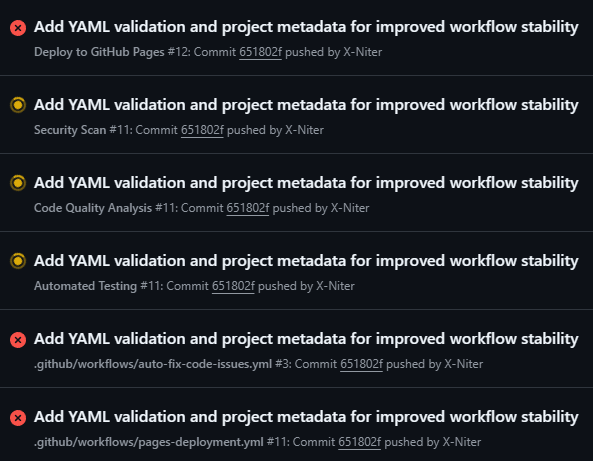 Add YAML validation and project metadata for improved workflow stability
Deploy to GitHub Pages #12: Commit 651802f pushed by X-Niter
Add YAML validation and project metadata for improved workflow stability
Security Scan #11: Commit 651802f pushed by X-Niter
Add YAML validation and project metadata for improved workflow stability
Code Quality Analysis #11: Commit 651802f pushed by X-Niter
Add YAML validation and project metadata for improved workflow stability
Automated Testing #11: Commit 651802f pushed by X-Niter
Add YAML validation and project metadata for improved workflow stability
.github/workflows/auto-fix-code-issues.yml #3: Commit 651802f pushed by X-Niter
Add YAML validation and project metadata for improved workflow stability
.github/workflows/pages-deployment.yml #11: Commit 651802f pushed by X-Niter